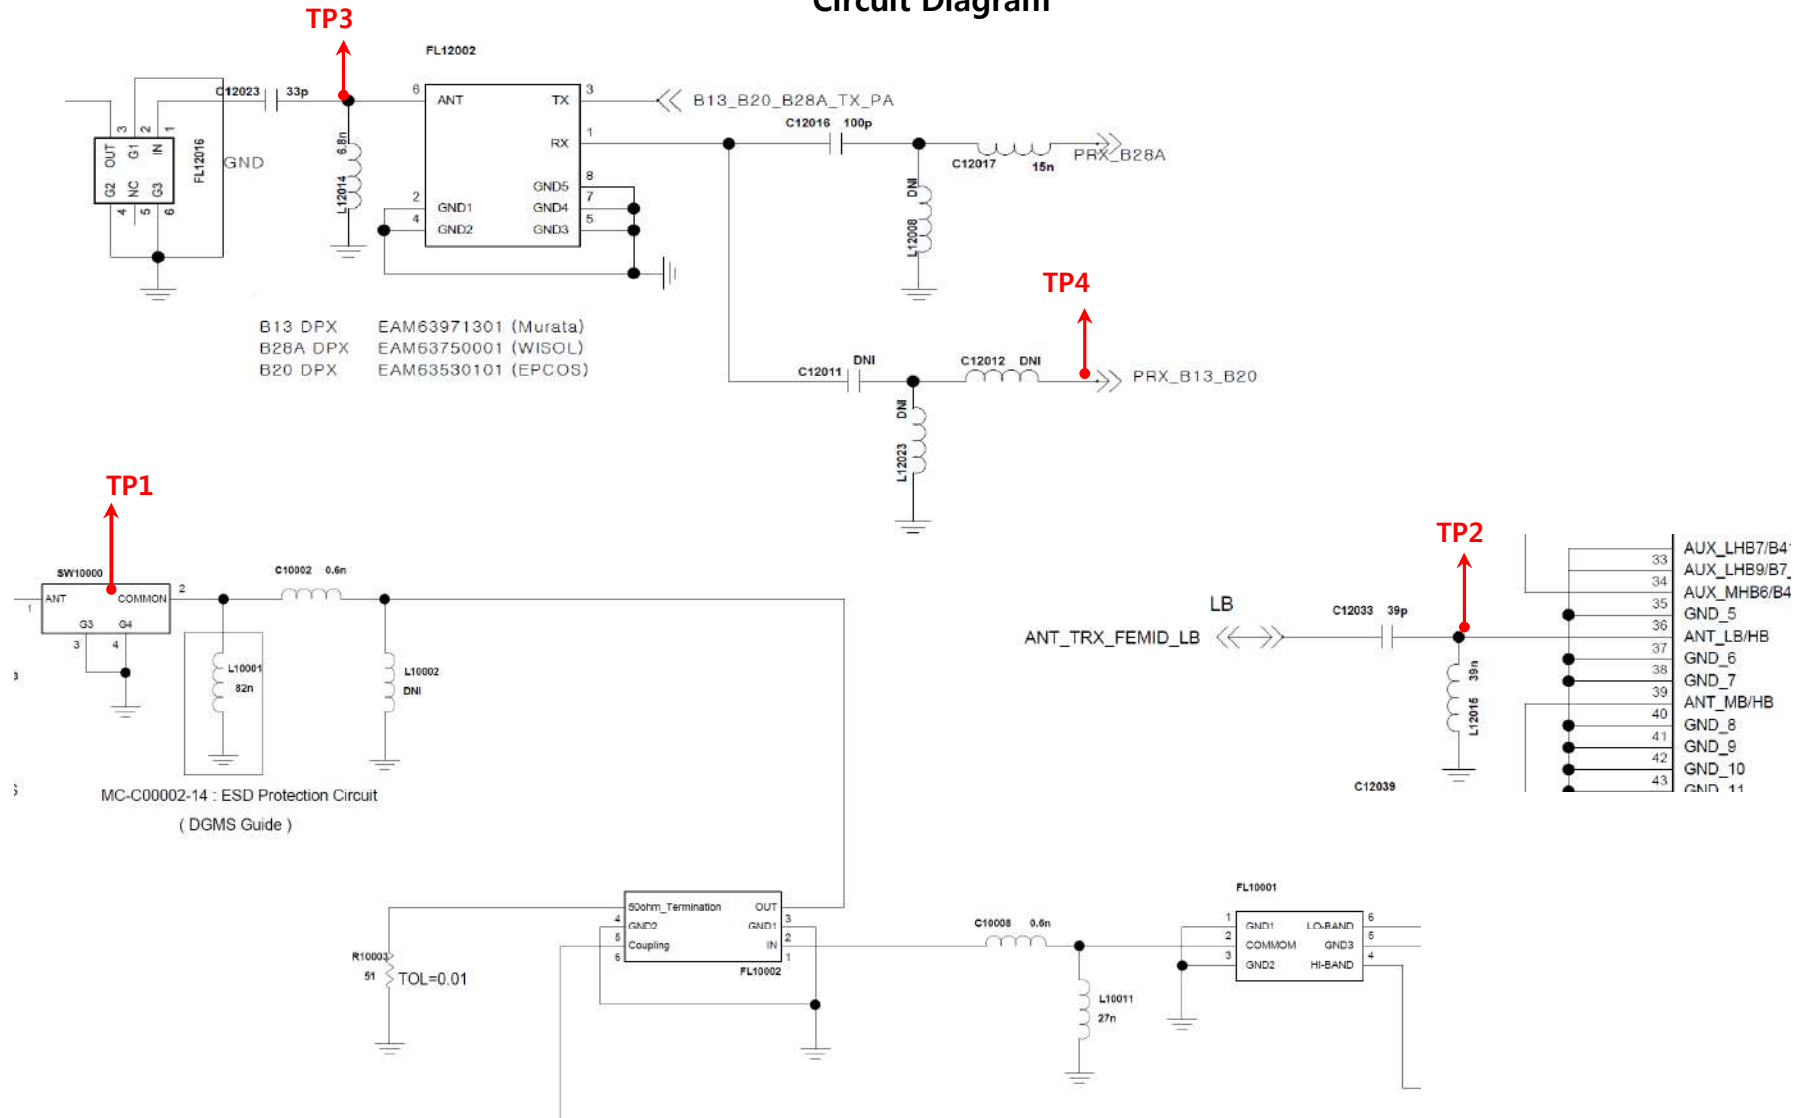 Circuit Diagram
TP3
FL12002
C12023 33p
6 ANT
TX 3
B13_B20_B28A_TX_PA
C12016 100p
RX 1
PRX_B28A
C12017 15n
3 2 1
OUT G1 IN
G2 NC G3
4 5 6
FL12016
GND
6.8n
L12014
GND5 8
2 GND1
GND4 7
4 GND2
GND3 5
DNI
L12008
TP4
B13 DPX EAM63971301 (Murata)
B28A DPX EAM63750001 (WISOL)
B20 DPX EAM63530101 (EPCOS)
C12011 DNI
C12012 DNI
PRX_B13_B20
DNI
L12023
TP1
TP2
SW10000
C10002 0.6n
1 ANT
COMMON 2
G3 G4
3 4
L10001
82n
L10002
DNI
MC-C00002-14 : ESD Protection Circuit
( DGMS Guide )
LB
ANT_TRX_FEMID_LB
C12033 39p
39n
L12015
C12039
AUX_LHB7/B41
33
AUX_LHB9/B7_
34
AUX_MHB6/B4
35
GND_5
36
ANT_LB/HB
37
GND_6
38
GND_7
39
ANT_MB/HB
40
GND_8
41
GND_9
42
GND_10
43
GND_11
50ohm_Termination OUT
4 GND2 GND1 3
5 Coupling IN 2
6 1
FL10002
R10003
51
TOL=0.01
C10008 0.6n
L10011
27n
FL10001
1 GND1 LO-BAND 6
2 COMMOM GND3 5
3 GND2 HI-BAND 4